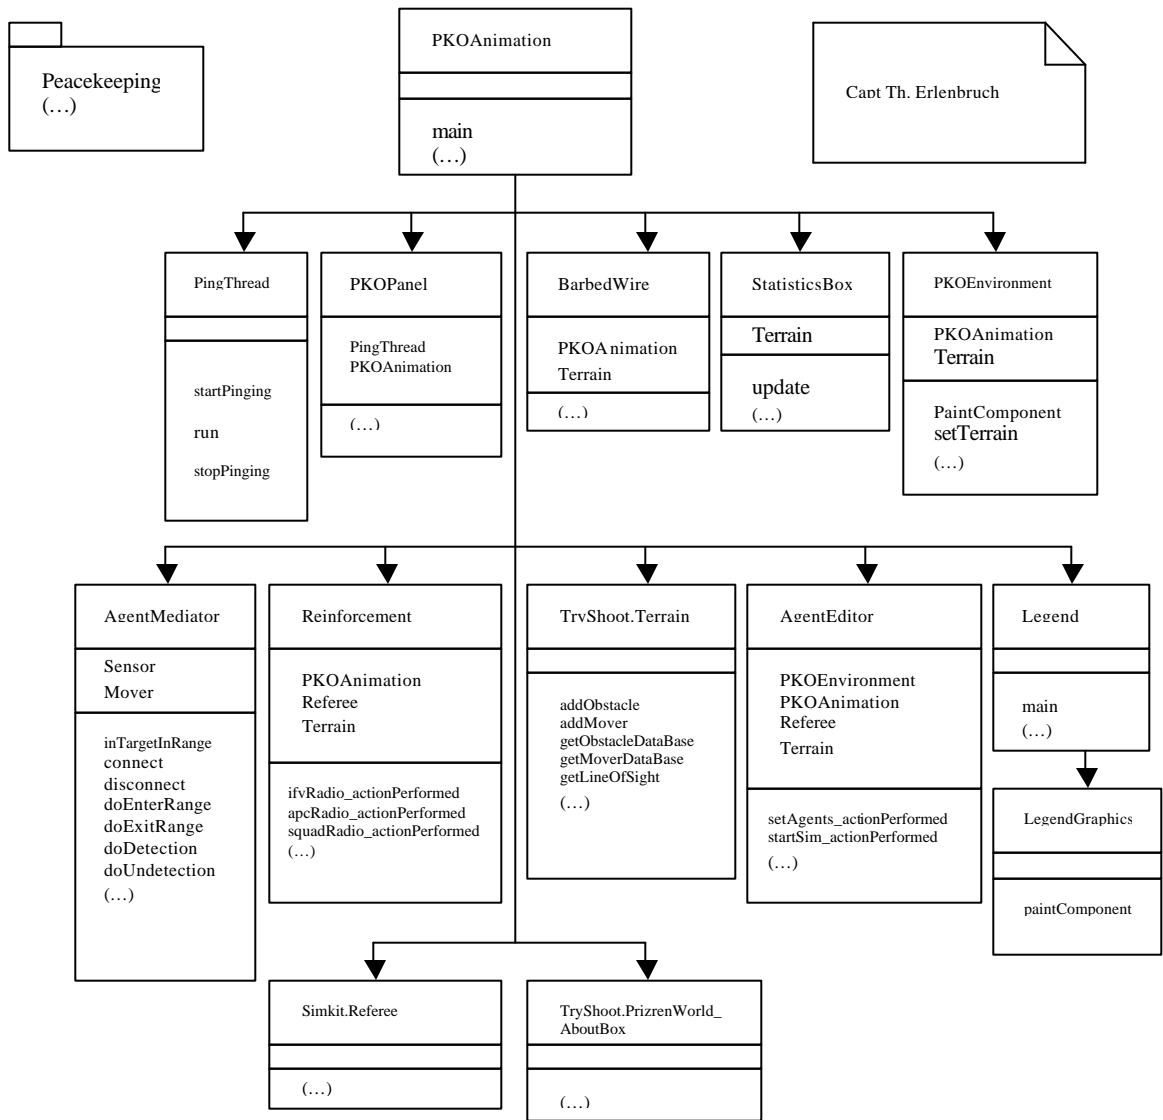 Peacekeeping
(…)
PKOAnimation
main
(…)
Capt Th. Erlenbruch
PingThread
startPinging
run
stopPinging
PKOPanel
PingThread
PKOAnimation
(…)
BarbedWire
PKOAnimation
Terrain
(…)
StatisticsBox
Terrain
update
(…)
PKOEnvironment
PKOAnimation
Terrain
PaintComponent
setTerrain
(…)
AgentMediator
Sensor
Mover
inTargetInRange
connect
disconnect
doEnterRange
doExitRange
doDetection
doUndetection
(…)
Reinforcement
PKOAnimation
Referee
Terrain
ifvRadio_actionPerformed
apcRadio_actionPerformed
squadRadio_actionPerformed
(…)
TryShoot.Terrain
addObstacle
addMover
getObstacleDataBase
getMoverDataBase
getLineOfSight
(…)
AgentEditor
PKOEnvironment
PKOAnimation
Referee
Terrain
setAgents_actionPerformed
startSim_actionPerformed
(…)
Legend
main
(…)
LegendGraphics
paintComponent
Simkit.Referee
(…)
TryShoot.PrizrenWorld_
AboutBox
(…)